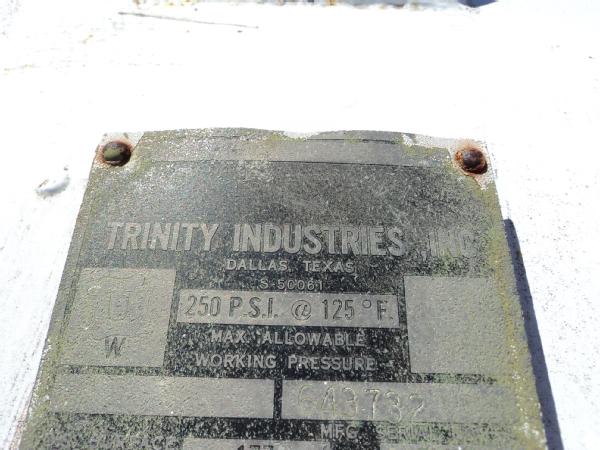 TRINITY INDUSTRIES, INC
DALLAS, TEXAS
S-50061
250 P.S.I. @ 125°F.
MAX. ALLOWABLE
W
WORKING PRESSURE
643732
MFG. SERIAL